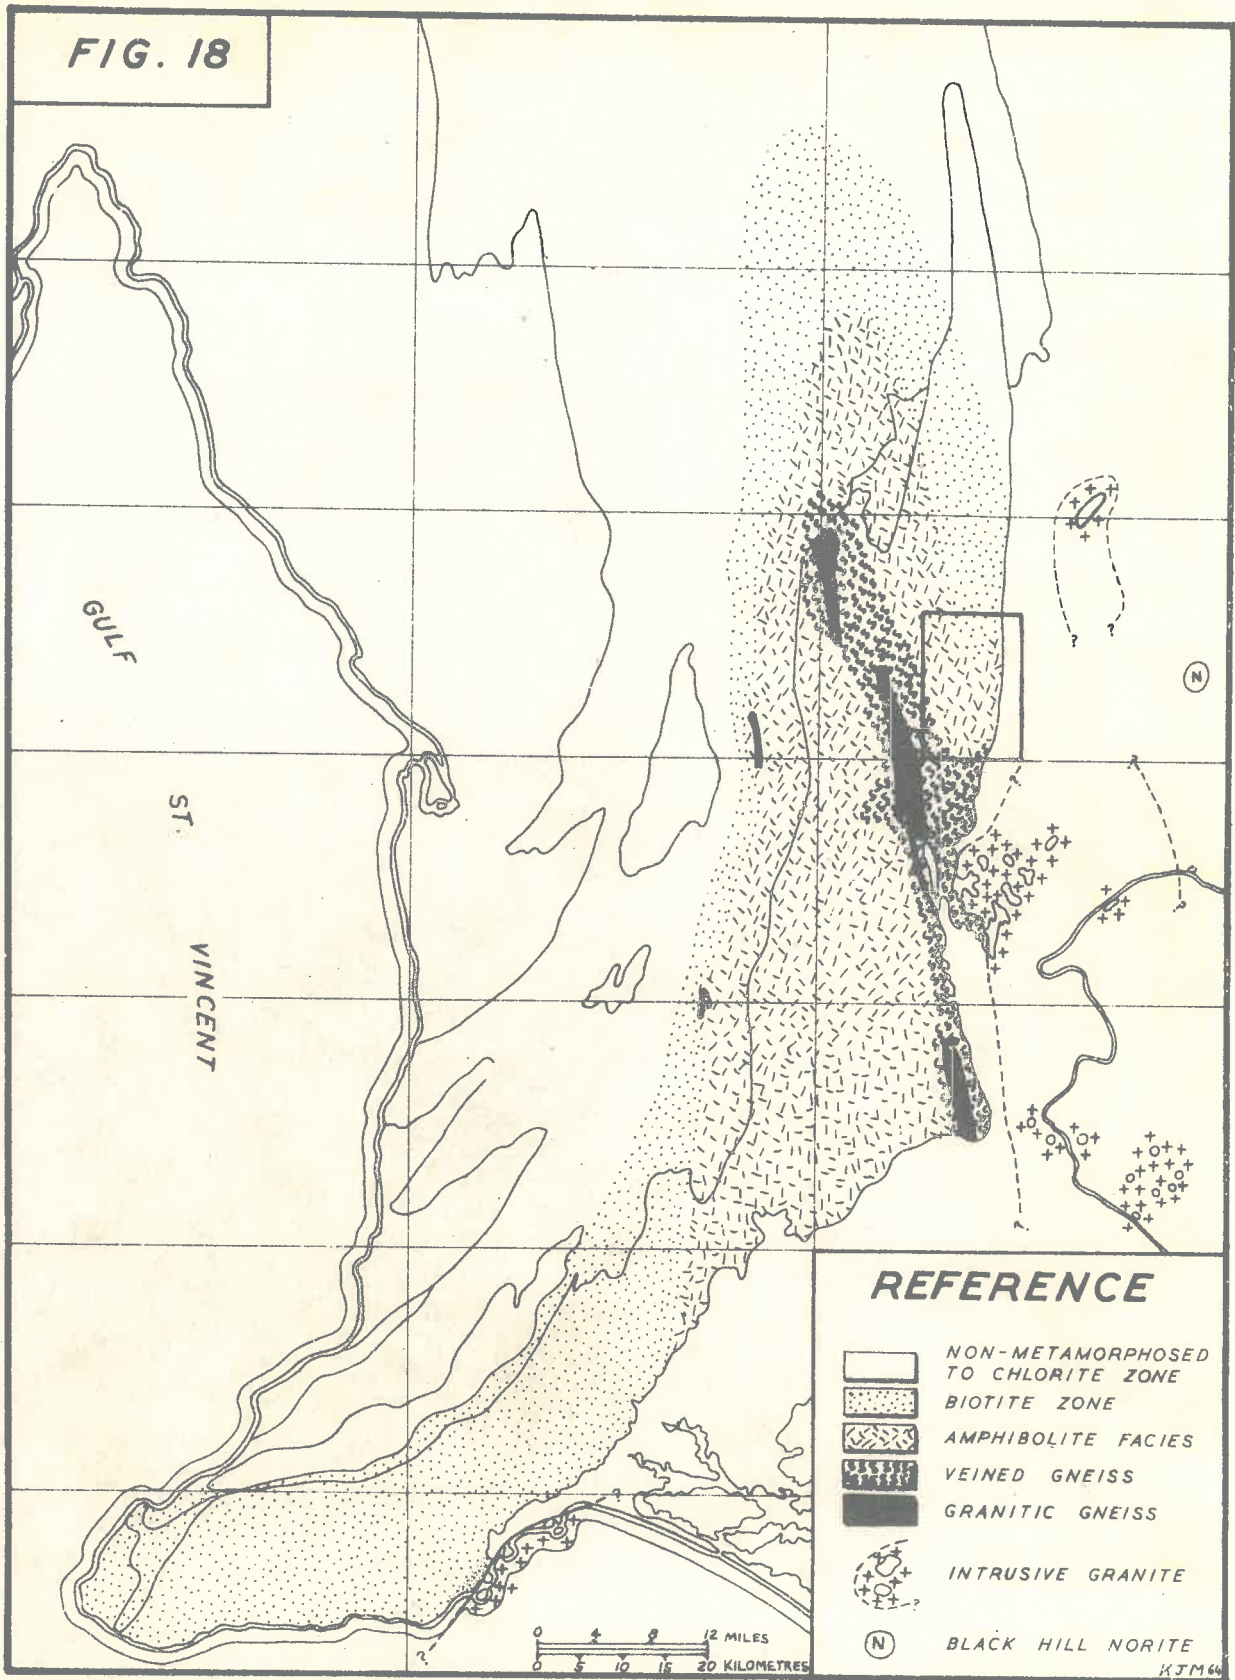 FIG. 18
GULF
ST.
VINCENT
?
?
N
?
?
?
?
?
?
REFERENCE
NON-METAMORPHOSED
TO CHLORITE ZONE
BIOTITE ZONE
AMPHIBOLITE FACIES
VEINED GNEISS
GRANITIC GNEISS
?
INTRUSIVE GRANITE
N BLACK HILL NORITE
KJM 64
0 4 8 12 MILES
0 5 10 15 20 KILOMETRES